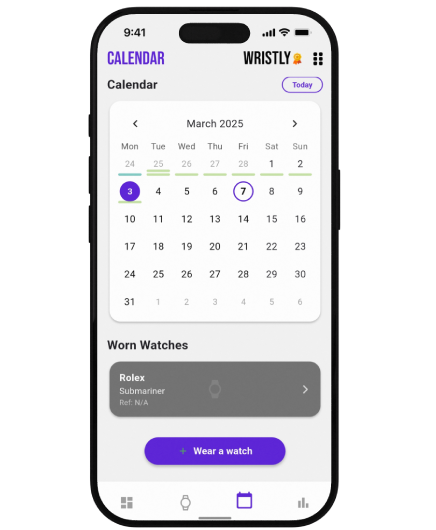 9:41
CALENDAR WRISTLY
Calendar Today
March 2025
Mon Tue Wed Thu Fri Sat Sun
24 25 26 27 28 1 2
3 4 5 6 7 8 9
10 11 12 13 14 15 16
17 18 19 20 21 22 23
24 25 26 27 28 29 30
31 1 2 3 4 5 6
Worn Watches
Rolex
Submariner
Ref: N/A
+ Wear a watch